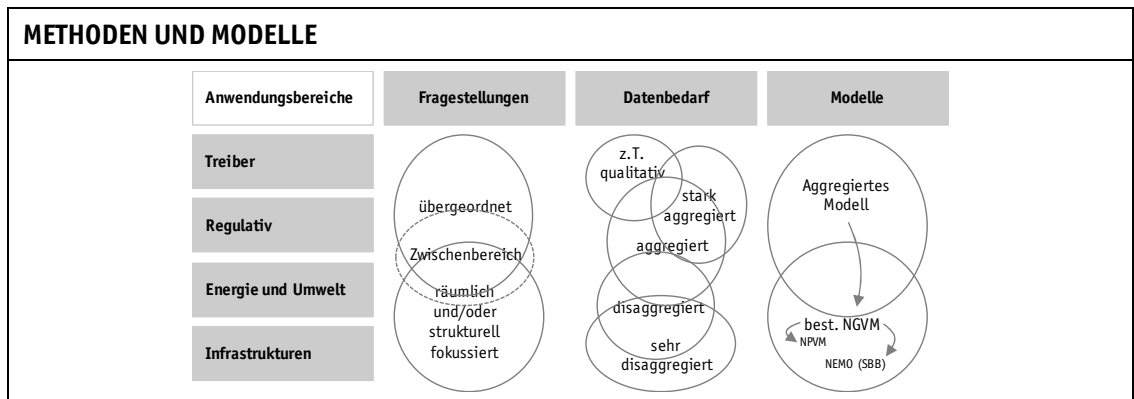 METHODEN UND MODELLE
Anwendungsbereiche
Fragestellungen
Datenbedarf
Modelle
Treiber
Regulativ
Energie und Umwelt
Infrastrukturen
übergeordnet
Zwischenbereich
räumlich
und/oder
strukturell
fokussiert
z.T.
qualitativ
stark
aggregiert
aggregiert
disaggregiert
sehr
disaggregiert
Aggregiertes
Modell
best. NGVM
NPVM
NEMO (SBB)